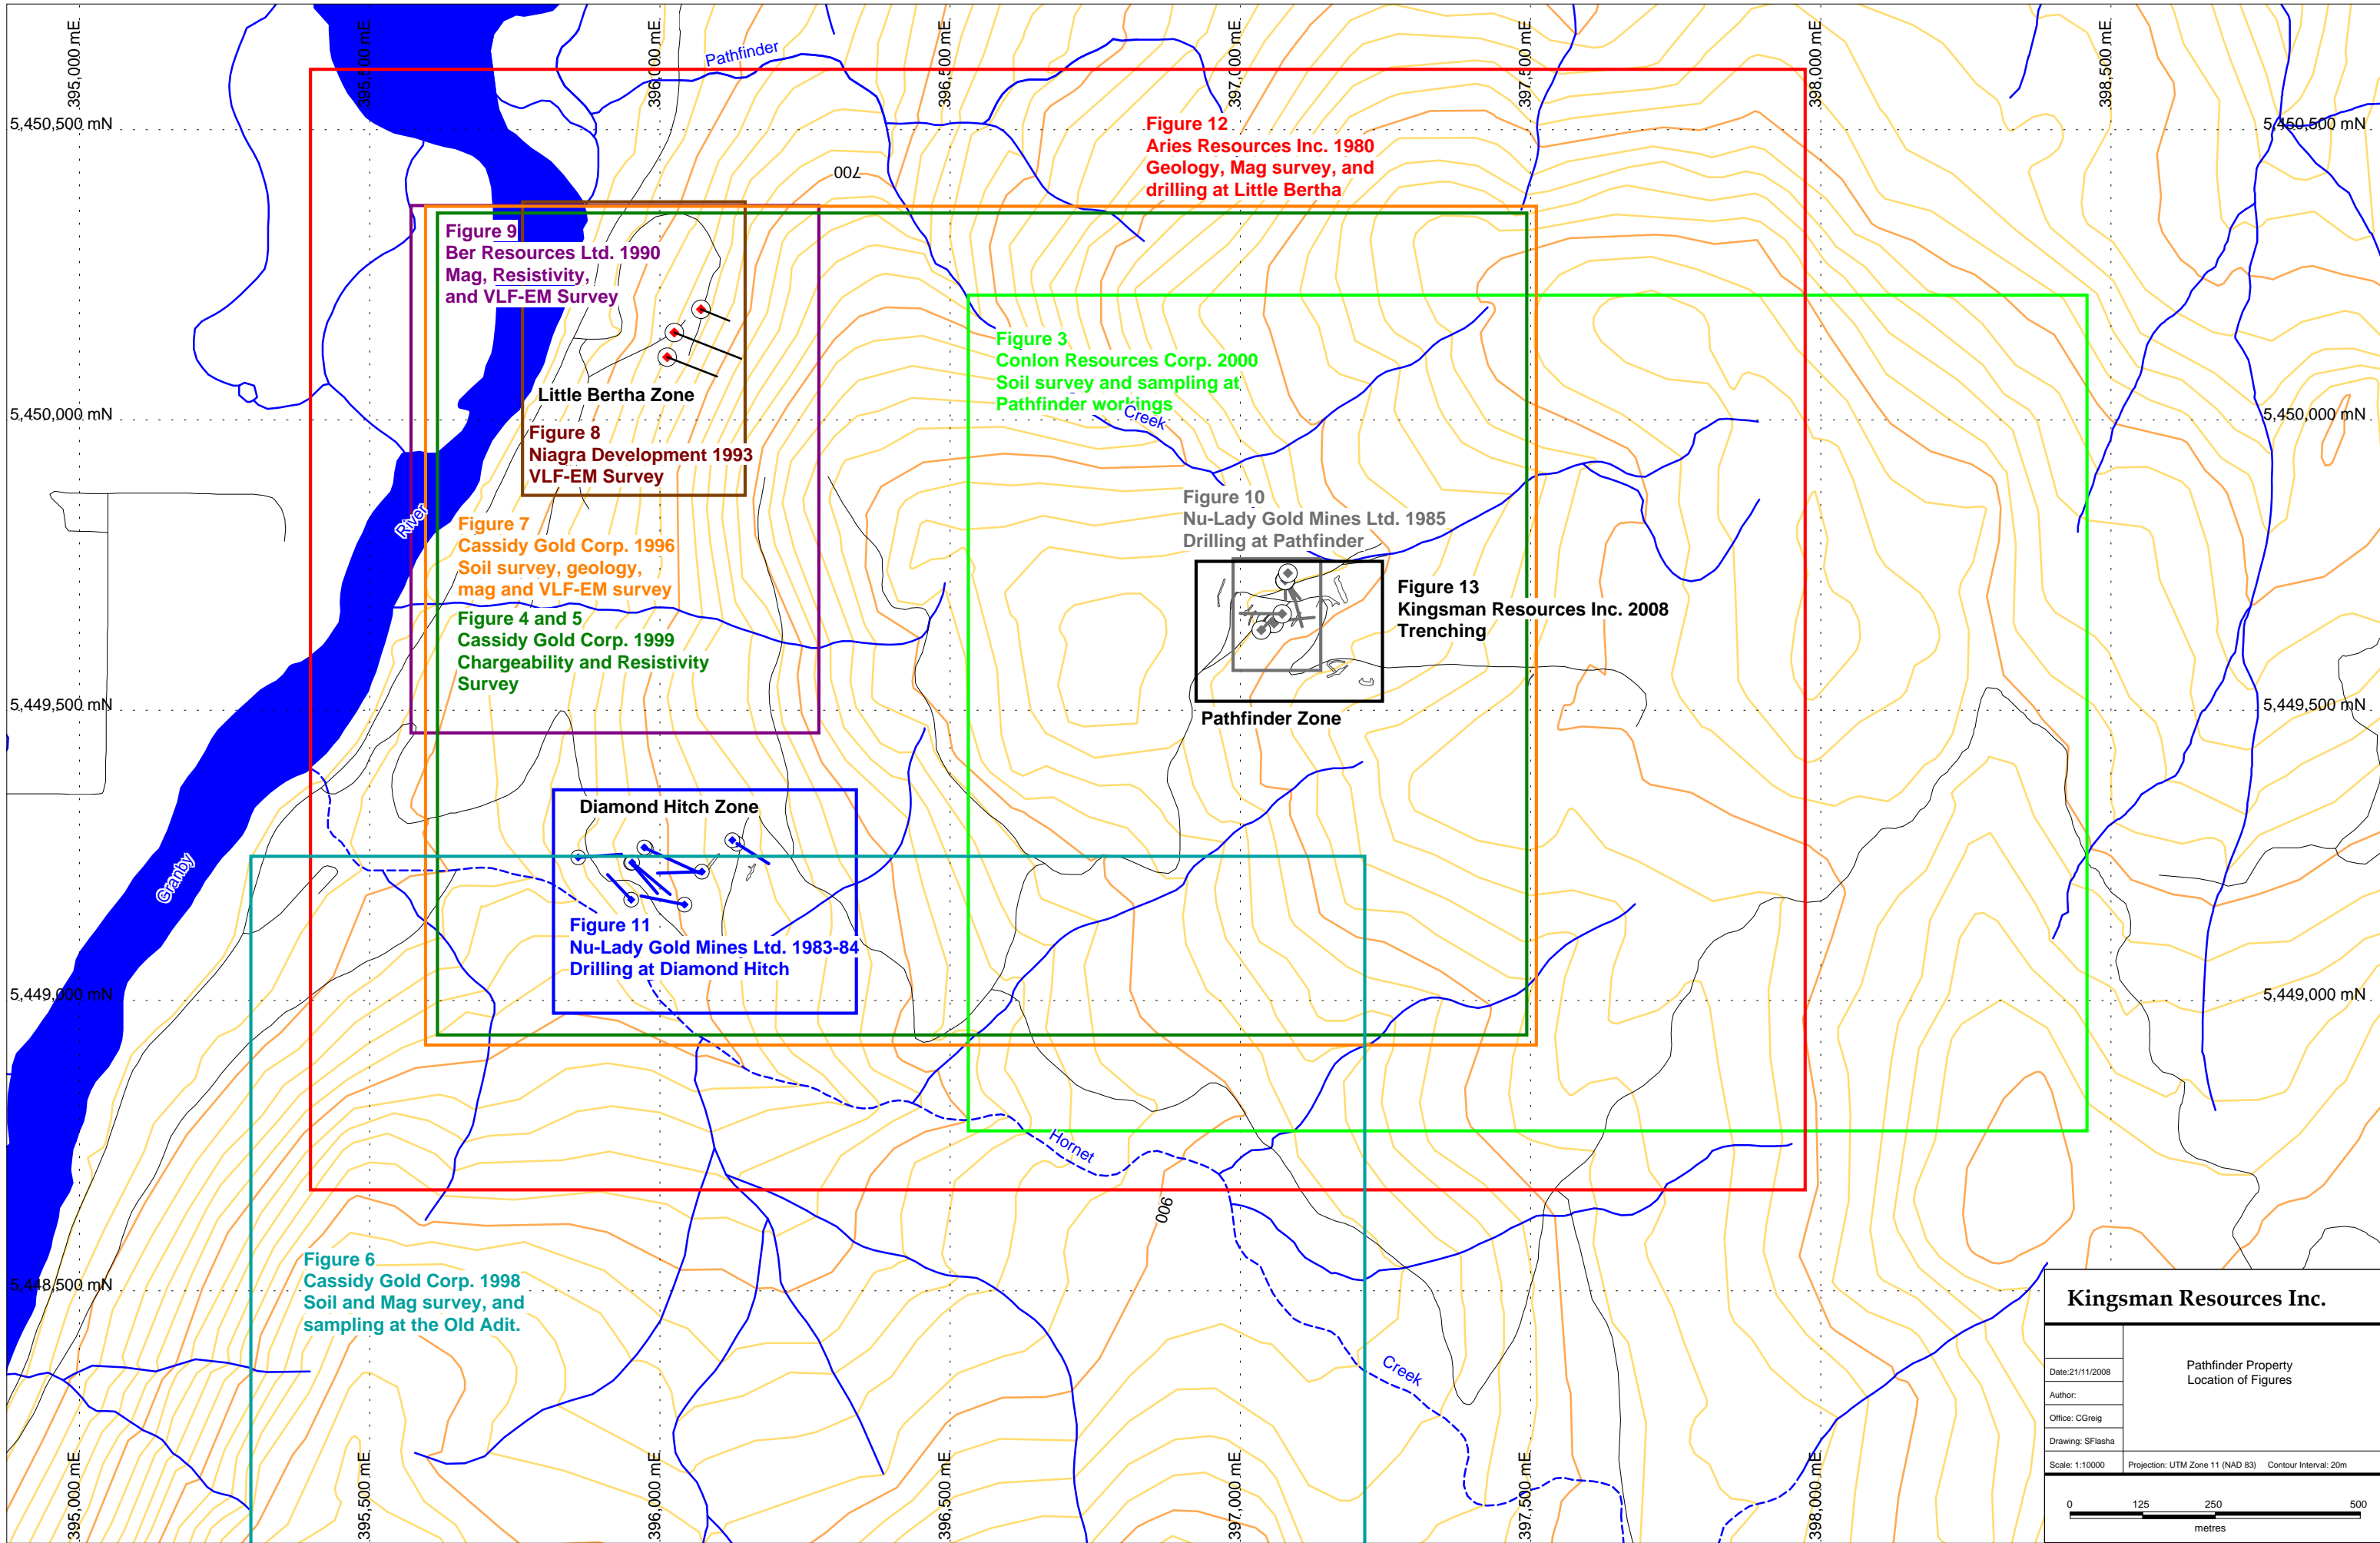 395,000 mE
395,500 mE
396,000 mE
396,500 mE
397,000 mE
397,500 mE
398,000 mE
398,500 mE
Pathfinder
5,450,500 mN
5,450,500 mN
700
Figure 12
Aries Resources Inc. 1980
Geology, Mag survey, and
drilling at Little Bertha
Figure 9
Ber Resources Ltd. 1990
Mag, Resistivity,
and VLF-EM Survey
Figure 3
Conlon Resources Corp. 2000
Soil survey and sampling at
Pathfinder workings
Creek
Little Bertha Zone
5,450,000 mN
5,450,000 mN
Figure 8
Niagra Development 1993
VLF-EM Survey
River
Figure 7
Cassidy Gold Corp. 1996
Soil survey, geology,
mag and VLF-EM survey
Figure 10
Nu-Lady Gold Mines Ltd. 1985
Drilling at Pathfinder
Figure 13
Kingsman Resources Inc. 2008
Trenching
Figure 4 and 5
Cassidy Gold Corp. 1999
Chargeability and Resistivity
Survey
5,449,500 mN
5,449,500 mN
Pathfinder Zone
Diamond Hitch Zone
Granby
Figure 11
Nu-Lady Gold Mines Ltd. 1983-84
Drilling at Diamond Hitch
5,449,000 mN
5,449,000 mN
Hornet
900
Figure 6
Cassidy Gold Corp. 1998
Soil and Mag survey, and
sampling at the Old Adit.
5,448,500 mN
Creek
395,000 mE
395,500 mE
396,000 mE
396,500 mE
397,000 mE
397,500 mE
398,000 mE
Kingsman Resources Inc.
Pathfinder Property
Location of Figures
Date:21/11/2008
Author:
Office: CGreig
Drawing: SFlasha
Scale: 1:10000
Projection: UTM Zone 11 (NAD 83) Contour Interval: 20m
0 125 250 500
metres